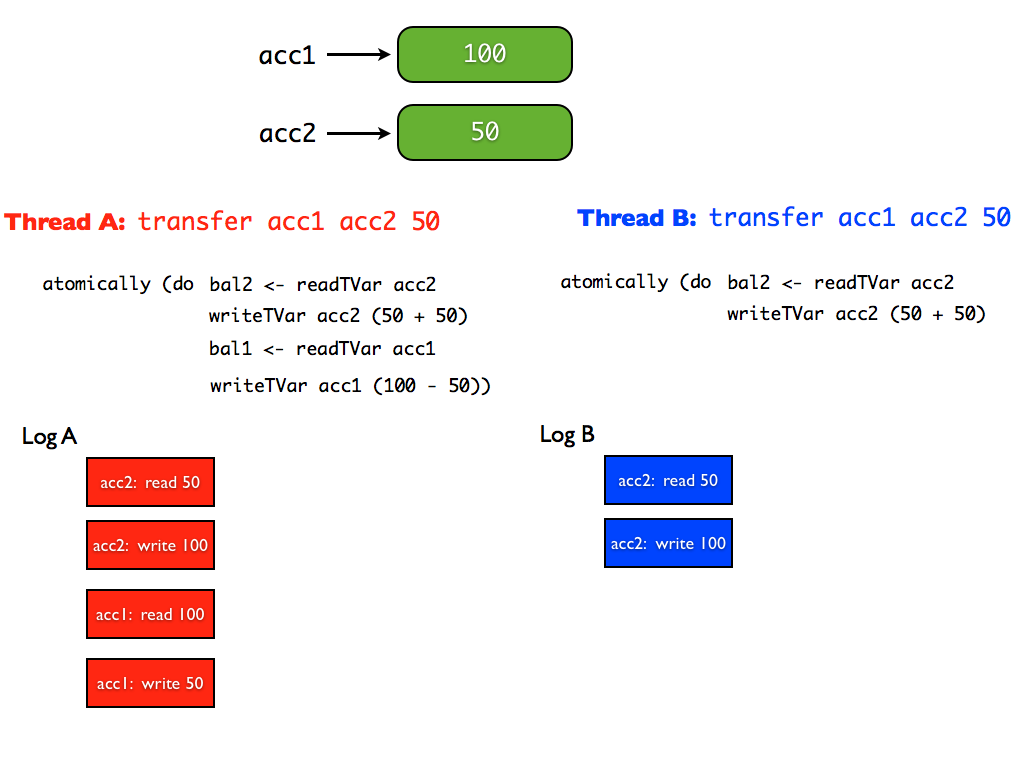 acc1 100
acc2 50
Thread A: transfer acc1 acc2 50
atomically (do bal2 <- readTVar acc2
writeTVar acc2 (50 + 50)
bal1 <- readTVar acc1
writeTVar acc1 (100 - 50))
Log A
acc2: read 50
acc2: write 100
acc1: read 100
acc1: write 50
Thread B: transfer acc1 acc2 50
atomically (do bal2 <- readTVar acc2
writeTVar acc2 (50 + 50)
Log B
acc2: read 50
acc2: write 100